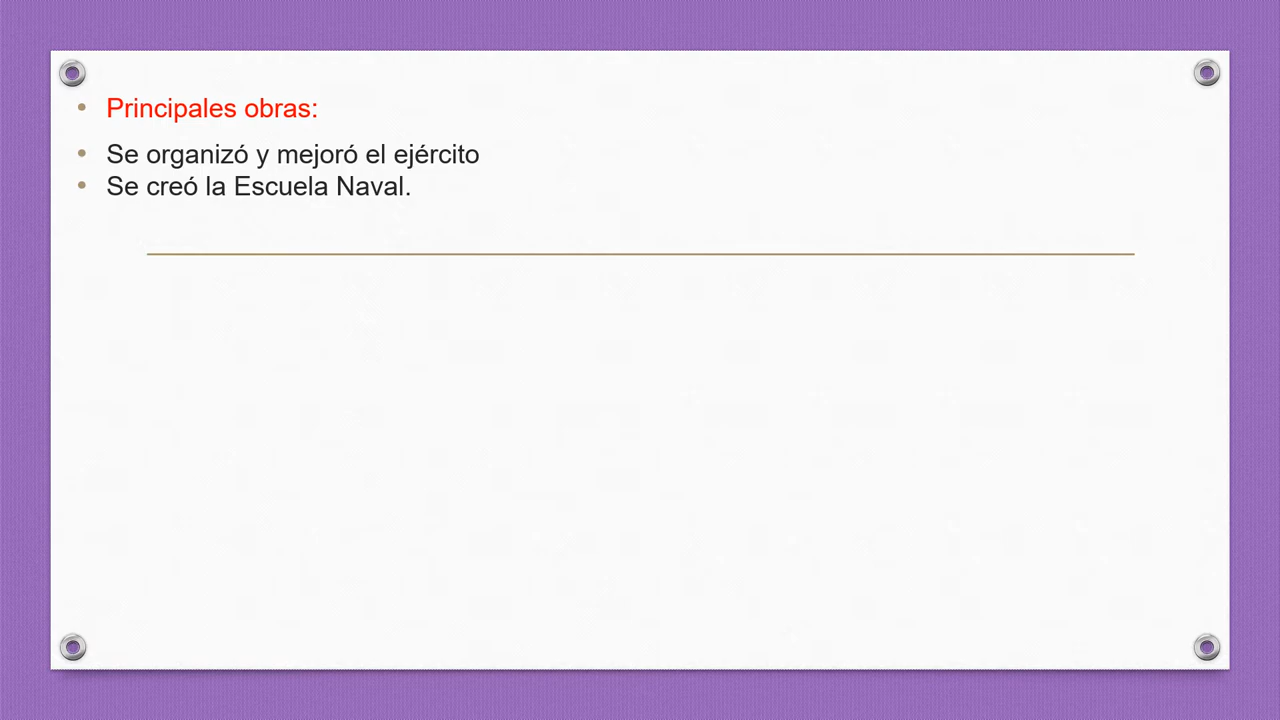 Principales obras:
Se organizó y mejoró el ejército
Se creó la Escuela Naval.